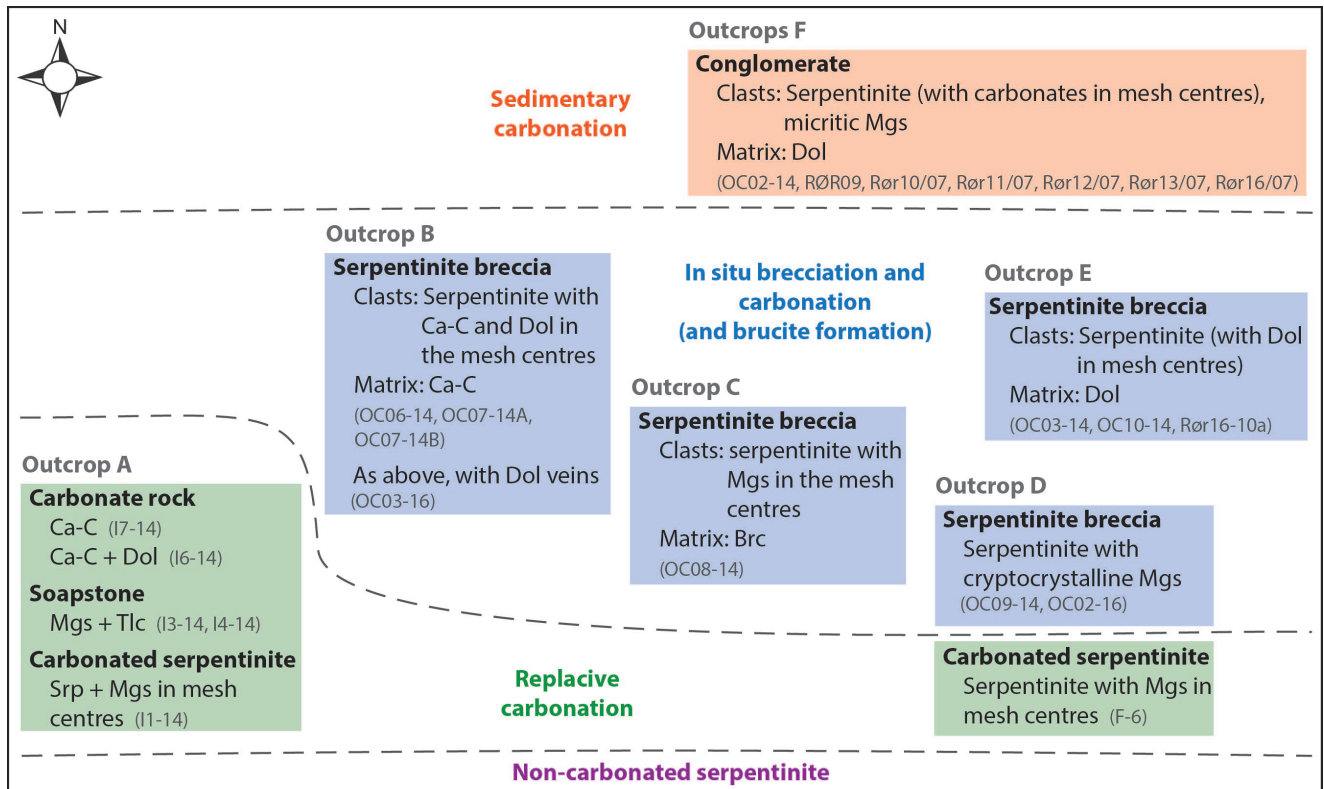 N
Outcrops F
Conglomerate
Clasts: Serpentinite (with carbonates in mesh centres),
micritic Mgs
Matrix: Dol
(OC02-14, RØR09, Rør10/07, Rør11/07, Rør12/07, Rør13/07, Rør16/07)
Sedimentary
carbonation
Outcrop B
Serpentinite breccia
Clasts: Serpentinite with
Ca-C and Dol in
the mesh centres
Matrix: Ca-C
(OC06-14, OC07-14A,
OC07-14B)
As above, with Dol veins
(OC03-16)
In situ brecciation and
carbonation
(and brucite formation)
Outcrop E
Serpentinite breccia
Clasts: Serpentinite (with Dol
in mesh centres)
Matrix: Dol
(OC03-14, OC10-14, Rør16-10a)
Outcrop C
Serpentinite breccia
Clasts: serpentinite with
Mgs in the mesh
centres
Matrix: Brc
(OC08-14)
Outcrop D
Serpentinite breccia
Serpentinite with
cryptocrystalline Mgs
(OC09-14, OC02-16)
Outcrop A
Carbonate rock
Ca-C (I7-14)
Ca-C + Dol (I6-14)
Soapstone
Mgs + Tlc (I3-14, I4-14)
Carbonated serpentinite
Srp + Mgs in mesh
centres (I1-14)
Replacive
carbonation
Carbonated serpentinite
Serpentinite with Mgs in
mesh centres (F-6)
Non-carbonated serpentinite